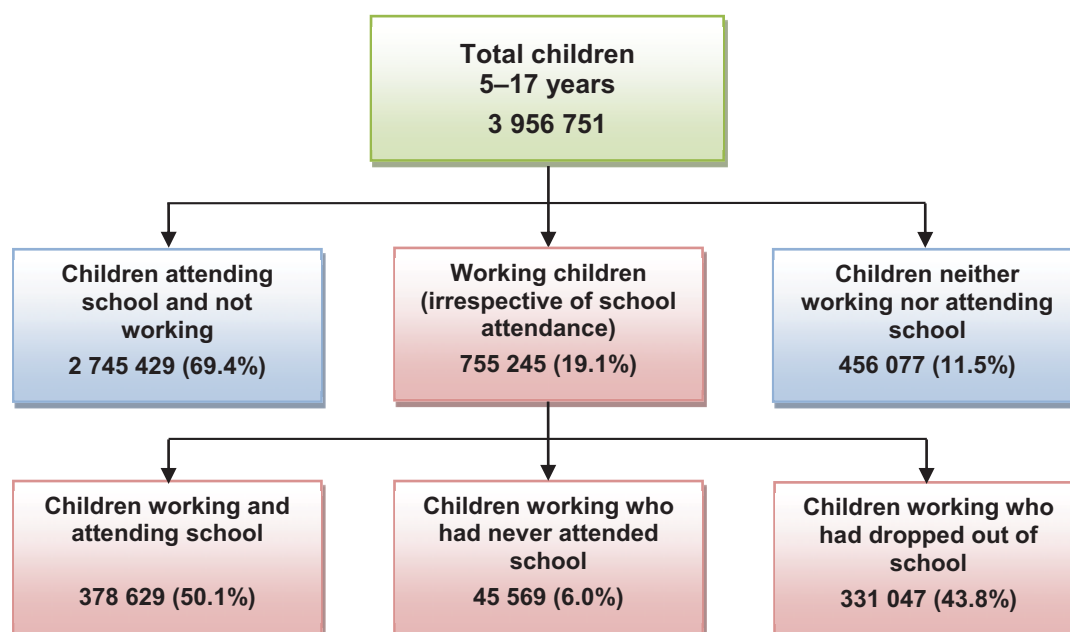 Total children
5–17 years
3 956 751
Children attending
school and not
working
2 745 429 (69.4%)
Working children
(irrespective of school
attendance)
755 245 (19.1%)
Children neither
working nor attending
school
456 077 (11.5%)
Children working and
attending school
378 629 (50.1%)
Children working who
had never attended
school
45 569 (6.0%)
Children working who
had dropped out of
school
331 047 (43.8%)